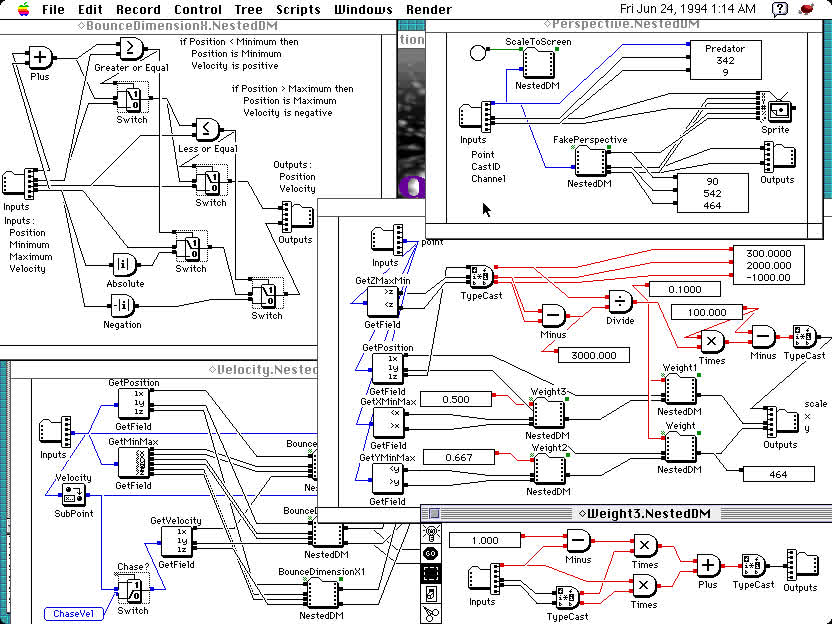 File Edit Record Control Tree Scripts Windows Render Fri Jun 24, 1994 1:14 AM
BounceDimensionX.NestedDM
Plus
Greater or Equal
if Position < Minimum then
Position is Minimum
Velocity is positive
Switch
if Position > Maximum then
Position is Maximum
Velocity is negative
Less or Equal
Switch
Outputs :
Position
Velocity
Inputs
Inputs :
Position
Minimum
Maximum
Velocity
Outputs
Switch
Absolute
Switch
Negation
tion
Perspective.NestedDM
ScaleToScreen
NestedDM
Predator
342
9
Inputs
Point
CastID
Channel
Sprite
FakePerspective
NestedDM
Outputs
90
542
464
point
Inputs
GetZMaxMin
>z
<z
GetField
TypeCast
300.0000
2000.000
-1000.00
0.1000
Divide
Minus
100.000
3000.000
Times
Minus
TypeCast
GetPosition
1x
1y
1z
GetField
GetXMinMax
<x
>x
GetField
0.500
Weight3
NestedDM
Weight1
NestedDM
scale
x
y
Outputs
GetYMinMax
<y
>y
GetField
0.667
Weight2
NestedDM
Weight
NestedDM
464
Velocity.Nested
GetPosition
1x
1y
1z
GetField
Inputs
GetMinMax
GetField
Velocity
SubPoint
GetVelocity
1x
1y
1z
GetField
Chase?
Switch
ChaseVel
Bounce
Ne
Bounce
NestedDM
BounceDimensionX1
NestedDM
Weight3.NestedDM
GO
1.000
Minus
Times
Inputs
TypeCast
Times
Plus
TypeCast
Outputs